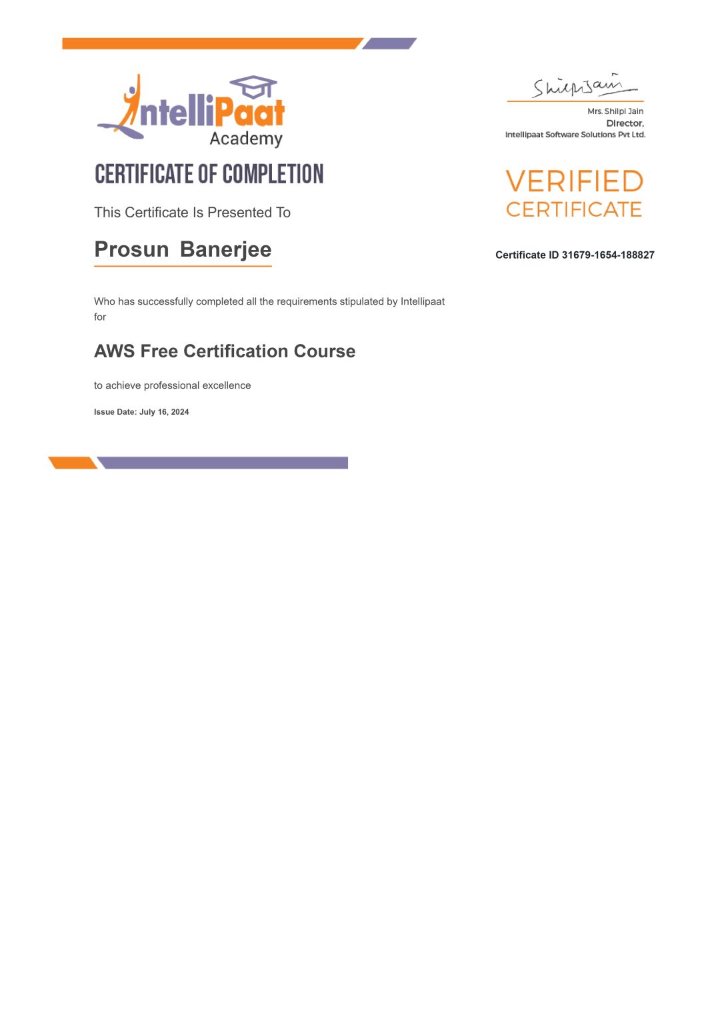 IntelliPaat
Academy
CERTIFICATE OF COMPLETION
This Certificate Is Presented To
Prosun Banerjee
Who has successfully completed all the requirements stipulated by Intellipaat
for
AWS Free Certification Course
to achieve professional excellence
Issue Date: July 16, 2024
Shilpi Jain
Mrs. Shilpi Jain
Director,
Intellipaat Software Solutions Pvt Ltd.
VERIFIED
CERTIFICATE
Certificate ID 31679-1654-188827